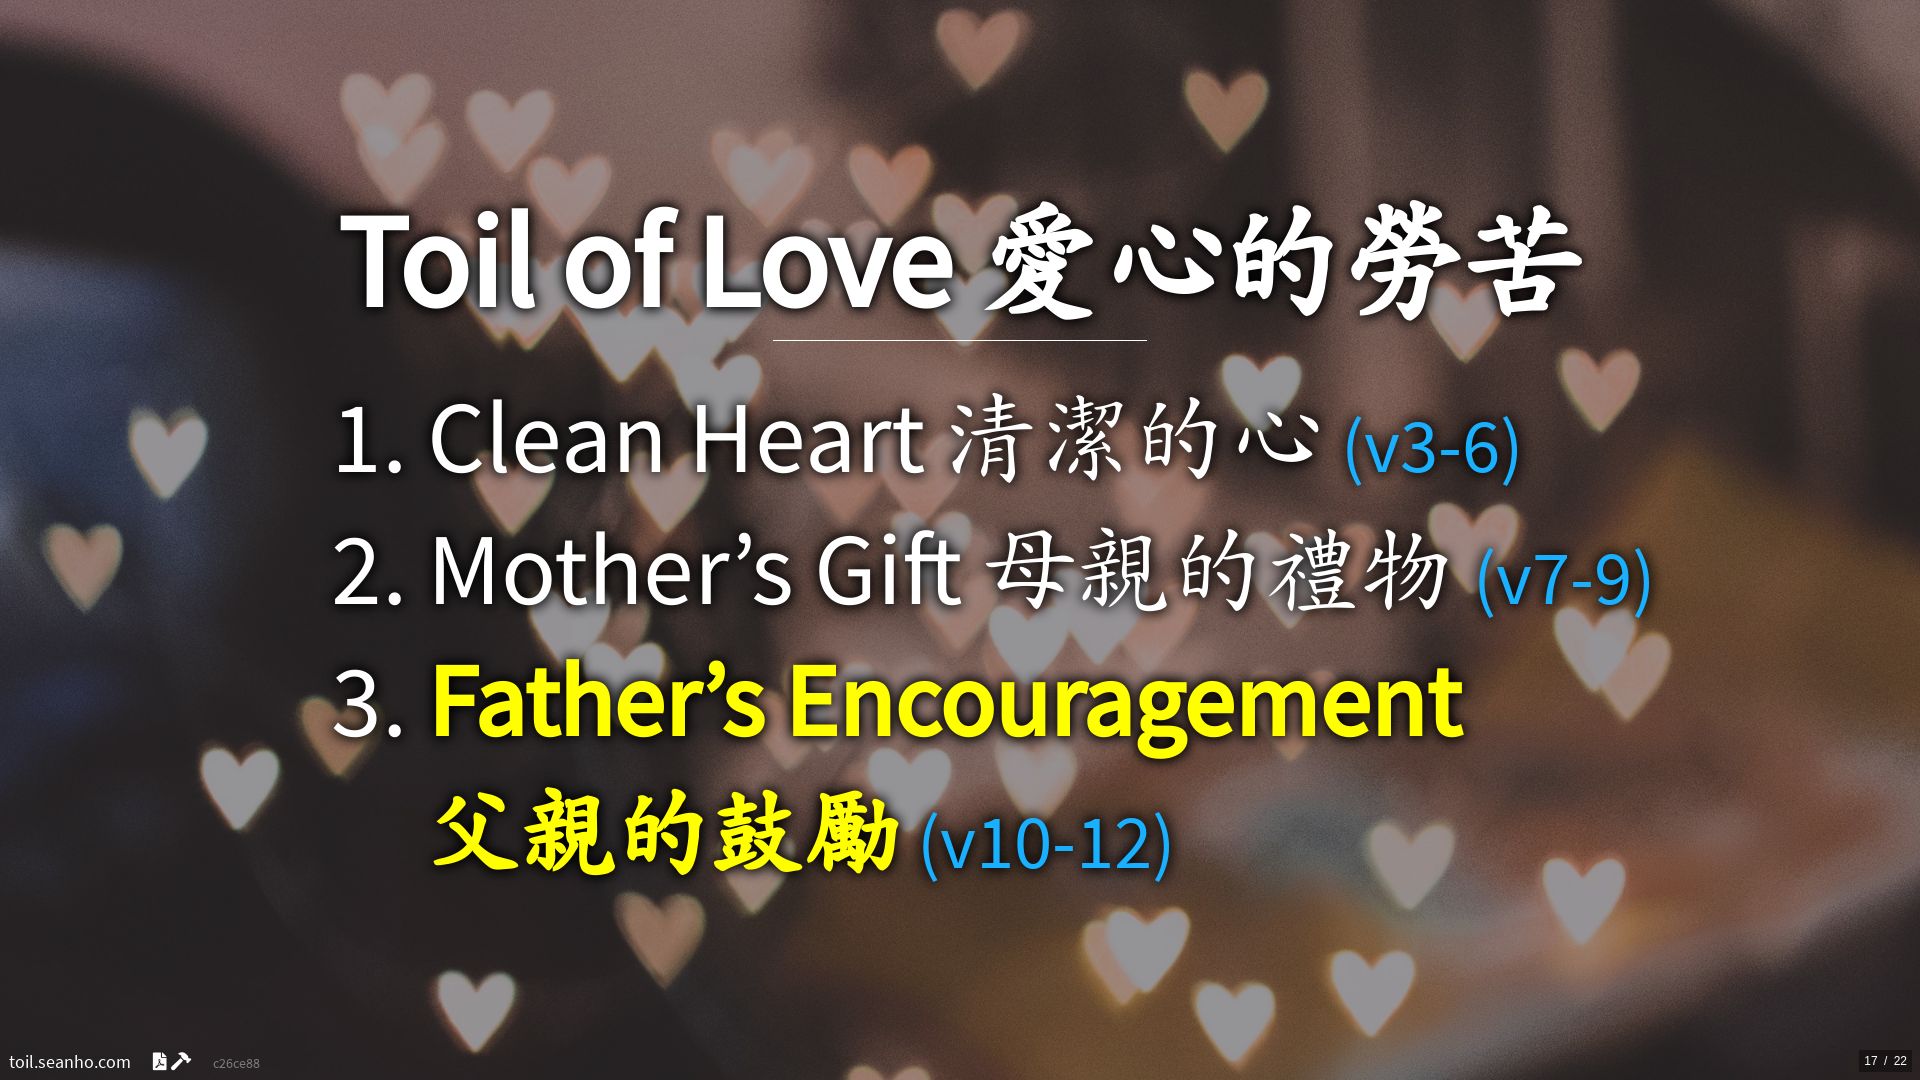 Toil of Love 愛心的勞苦
1. Clean Heart 清潔的心 (v3-6)
2. Mother’s Gift 母親的禮物 (v7-9)
3. Father’s Encouragement
父親的鼓勵 (v10-12)
toil.seanho.com c26ce88
17 / 22